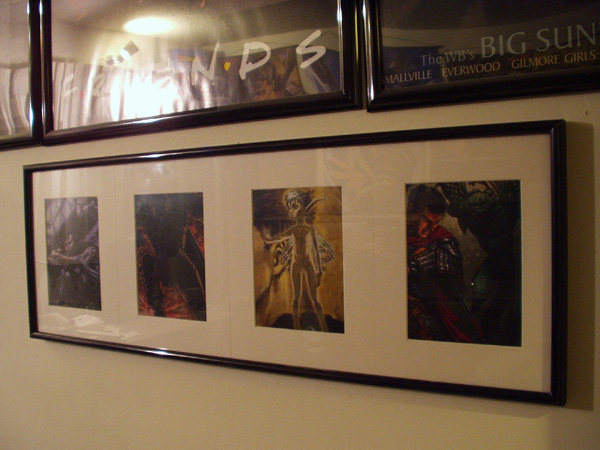 F·R·I·E·N·D·S
The WB's BIG SUN
MALLVILLE EVERWOOD GILMORE GIRLS